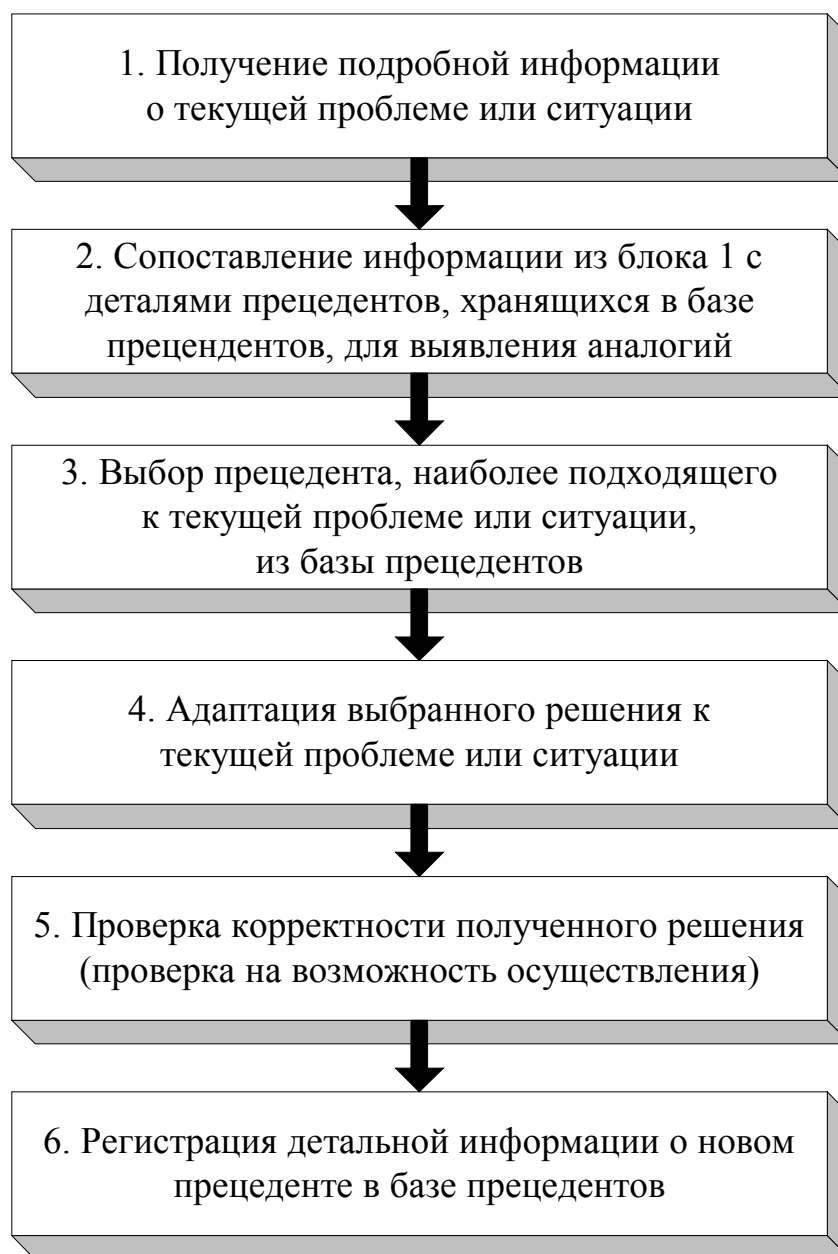 1. Получение подробной информации
о текущей проблеме или ситуации
2. Сопоставление информации из блока 1 с
деталями прецедентов, хранящихся в базе
прецендентов, для выявления аналогий
3. Выбор прецедента, наиболее подходящего
к текущей проблеме или ситуации,
из базы прецедентов
4. Адаптация выбранного решения к
текущей проблеме или ситуации
5. Проверка корректности полученного решения
(проверка на возможность осуществления)
6. Регистрация детальной информации о новом
прецеденте в базе прецедентов